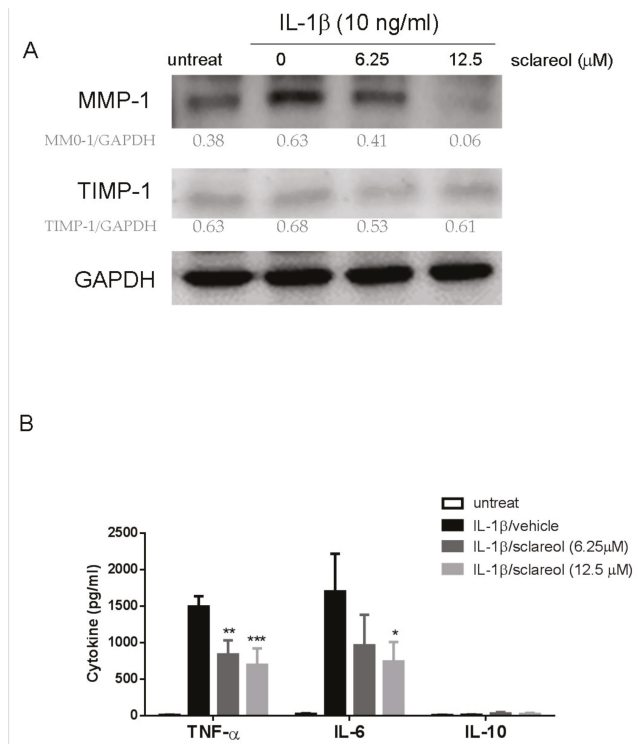 A
IL-1β (10 ng/ml)
untreat 0 6.25 12.5 sclareol (μM)
MMP-1
MM0-1/GAPDH 0.38 0.63 0.41 0.06
TIMP-1
TIMP-1/GAPDH 0.63 0.68 0.53 0.61
GAPDH
B
untreat
IL-1β/vehicle
IL-1β/sclareol (6.25μM)
IL-1β/sclareol (12.5 μM)
Cytokine (pg/ml)
2500
2000
1500
1000
500
0
** *** *
TNF-α IL-6 IL-10